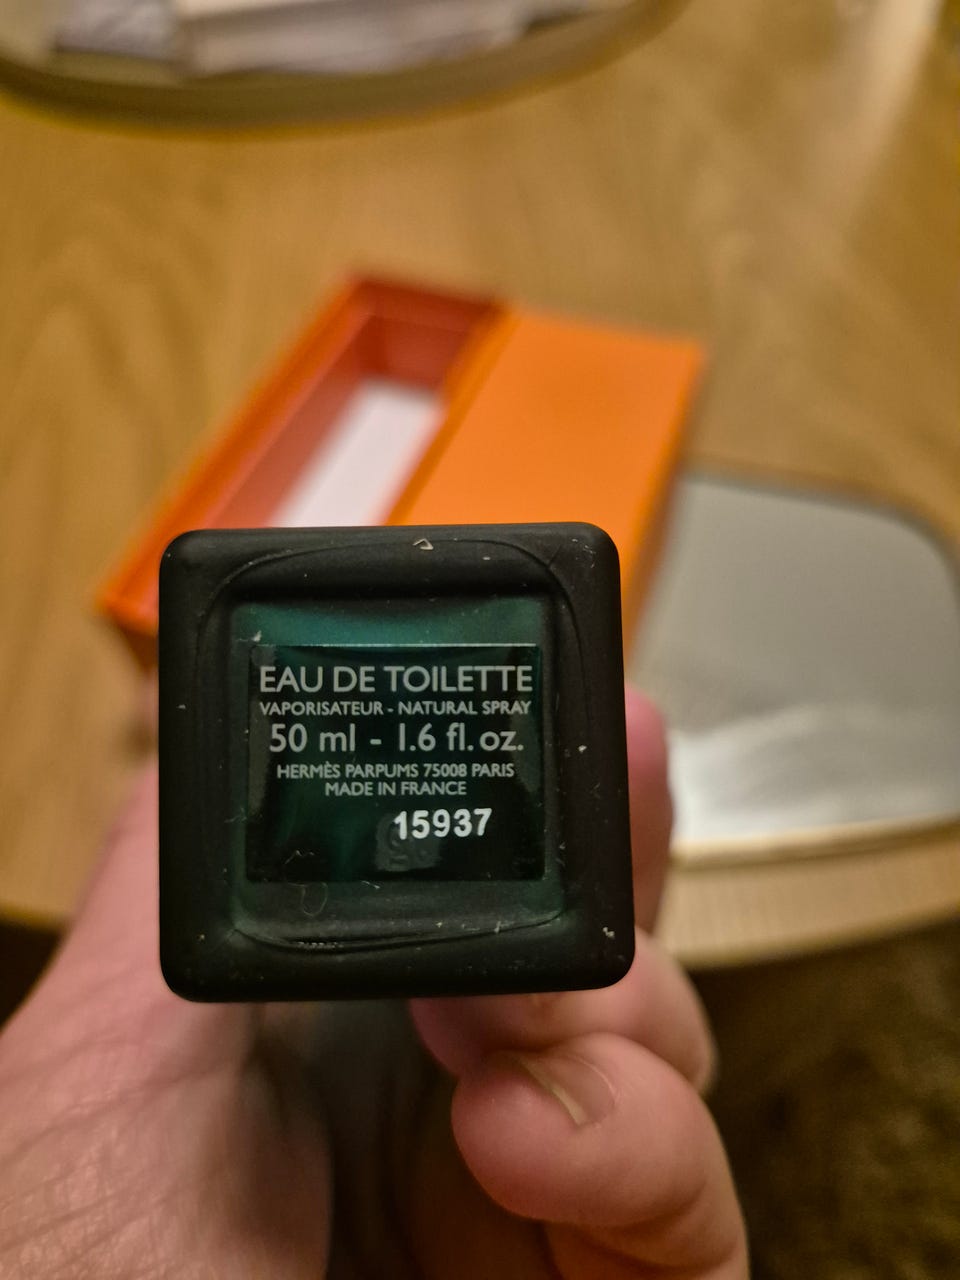 EAU DE TOILETTE
VAPORISATEUR - NATURAL SPRAY
50 ml - 1.6 fl. oz.
HERMÈS PARPUMS 75008 PARIS
MADE IN FRANCE
15937